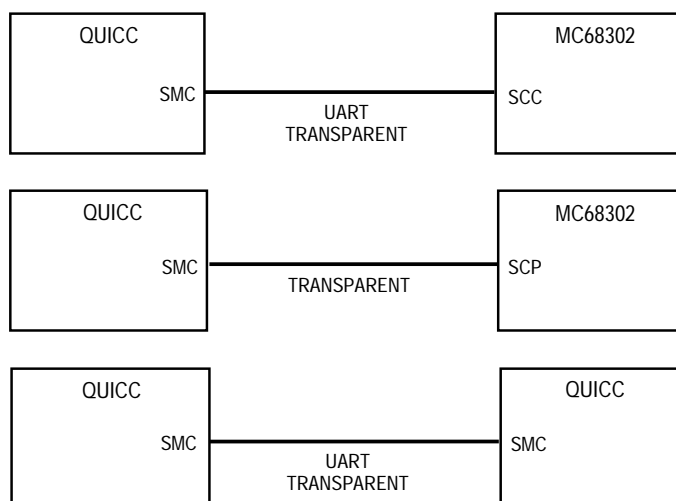 QUICC
MC68302
SMC
SCC
UART
TRANSPARENT
QUICC
MC68302
SMC
SCP
TRANSPARENT
QUICC
QUICC
SMC
SMC
UART
TRANSPARENT